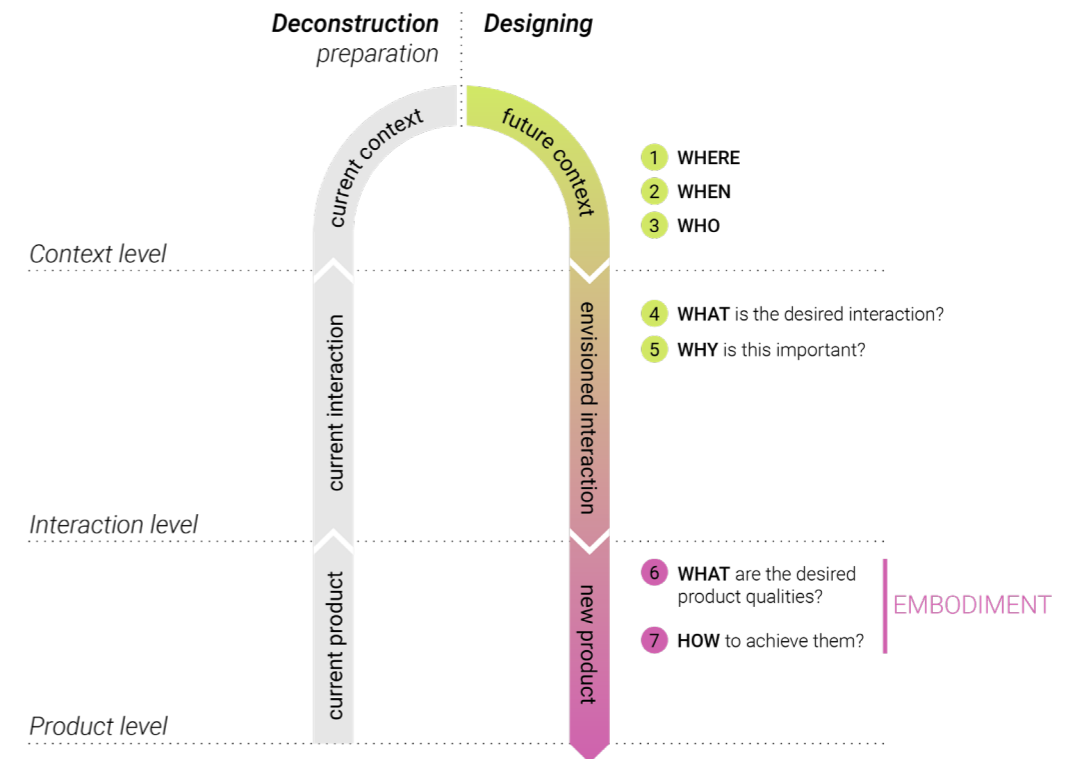 Deconstruction
preparation
Designing
current context
future context
1 WHERE
2 WHEN
3 WHO
Context level
current interaction
envisioned interaction
4 WHAT is the desired interaction?
5 WHY is this important?
Interaction level
current product
new product
6 WHAT are the desired
product qualities?
7 HOW to achieve them?
EMBODIMENT
Product level